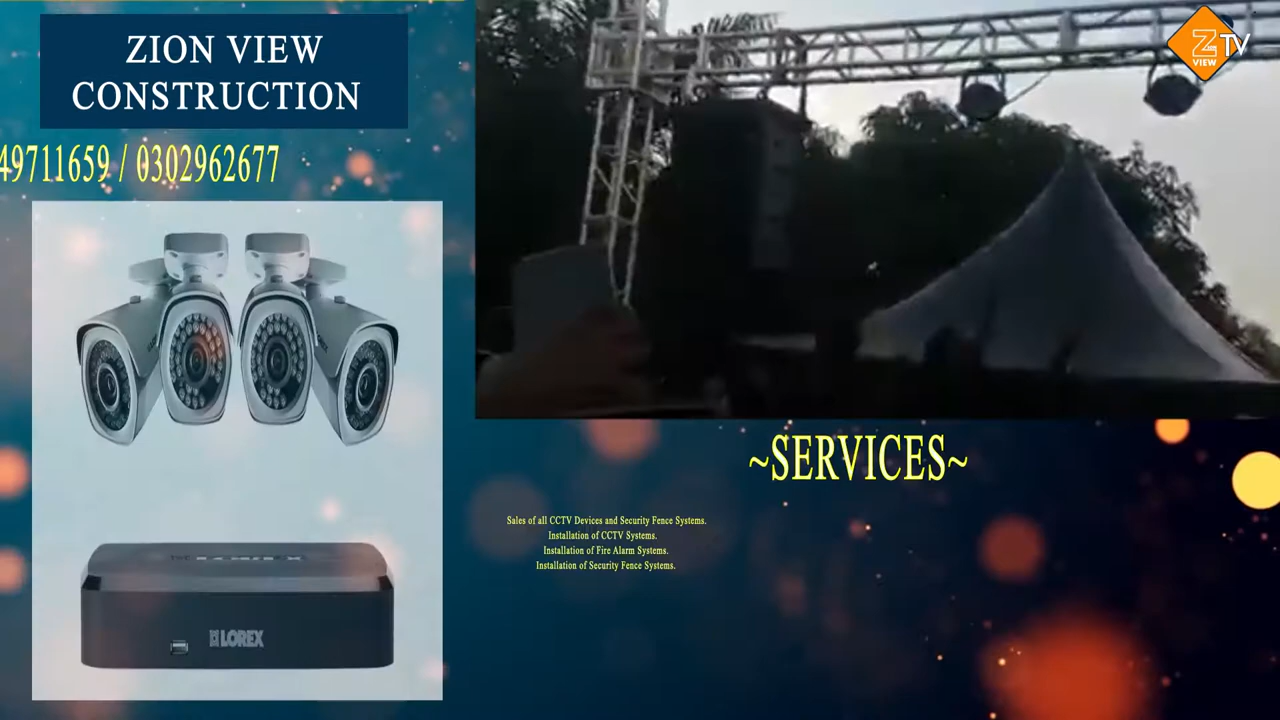 ZION VIEW
CONSTRUCTION
49711659 / 0302962677
LOREX
Z
VIEW
TV
~SERVICES~
Sales of all CCTV Devices and Security Fence Systems.
Installation of CCTV Systems.
Installation of Fire Alarm Systems.
Installation of Security Fence Systems.